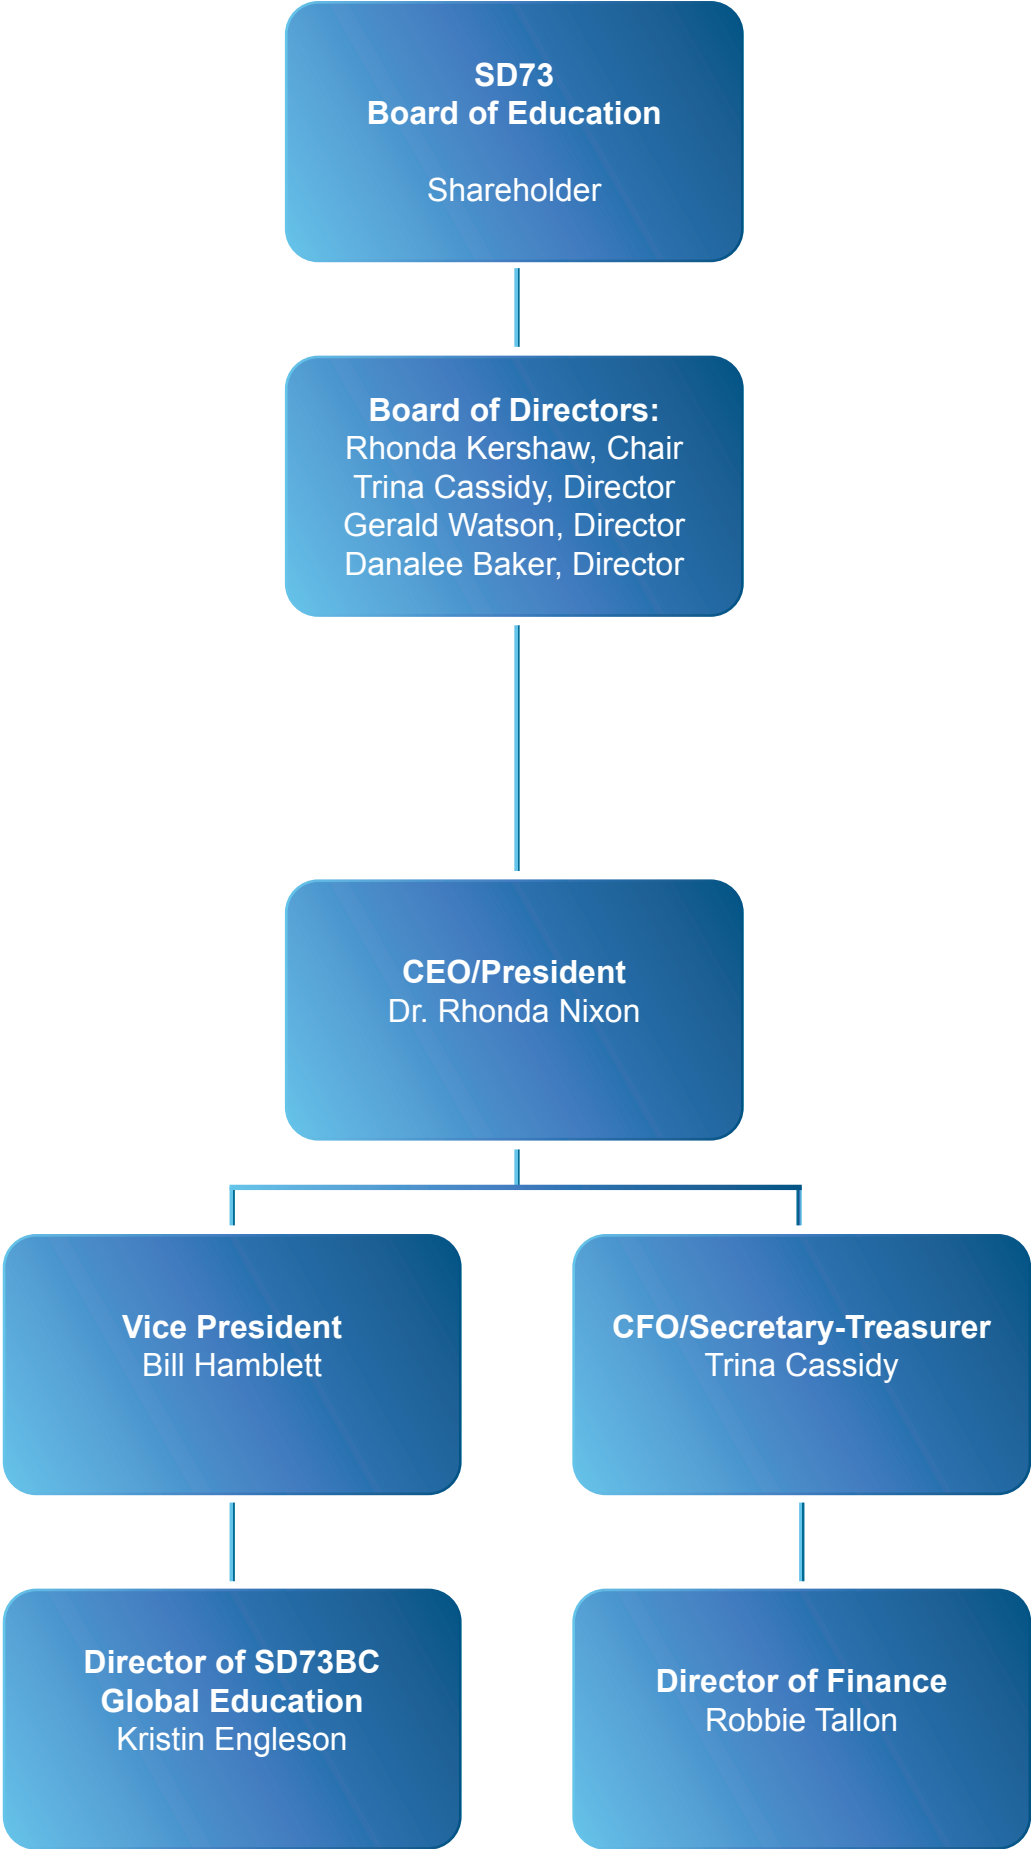 SD73
Board of Education
Shareholder
Board of Directors:
Rhonda Kershaw, Chair
Trina Cassidy, Director
Gerald Watson, Director
Danalee Baker, Director
CEO/President
Dr. Rhonda Nixon
Vice President
Bill Hamblett
CFO/Secretary-Treasurer
Trina Cassidy
Director of SD73BC
Global Education
Kristin Engleson
Director of Finance
Robbie Tallon